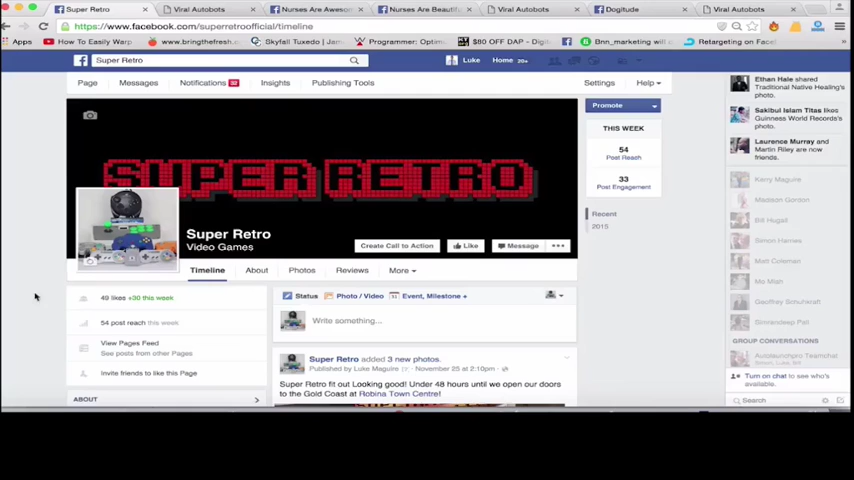 Super Retro
Viral Autobots
Nurses Are Awesom
Nurses Are Beautif
Viral Autobots
Dogitude
Viral Autobots
https://www.facebook.com/superretroofficial/timeline
Apps
How To Easily Warp
www.bringthefresh.c
Skyfall Tuxedo | Jam
Programmer: Optim
$80 OFF DAP - Digi
Bnn_marketing will
Retargeting on Face
Super Retro
Luke
Home 20+
Page
Messages
Notifications 32
Insights
Publishing Tools
Settings
Help
SUPER RETRO
Super Retro
Video Games
Create Call to Action
Like
Message
Timeline
About
Photos
Reviews
More
49 likes +30 this week
54 post reach this week
View Pages Feed
See posts from other Pages
Invite friends to like this Page
ABOUT
Status
Photo / Video
Event, Milestone +
Write something...
Super Retro added 3 new photos.
Published by Luke Maguire · November 25 at 2:10pm ·
Super Retro fit out Looking good! Under 48 hours until we open our doors
to the Gold Coast at Robina Town Centre!
Promote
THIS WEEK
54
Post Reach
33
Post Engagement
Recent
2015
Ethan Hale shared
Traditional Native Healing's
photo.
Sakibul Islam Titas likes
Guinness World Records's
photo.
Laurence Murray and
Martin Riley are now
friends.
Kerry Maguire
Madison Gordon
Bill Hugall
Simon Harries
Matt Coleman
Mo Miah
Geoffrey Schuhkraft
Simrandeep Pall
GROUP CONVERSATIONS
Autolaunchpro Teamchat
Turn on chat to see who's
available.
Search